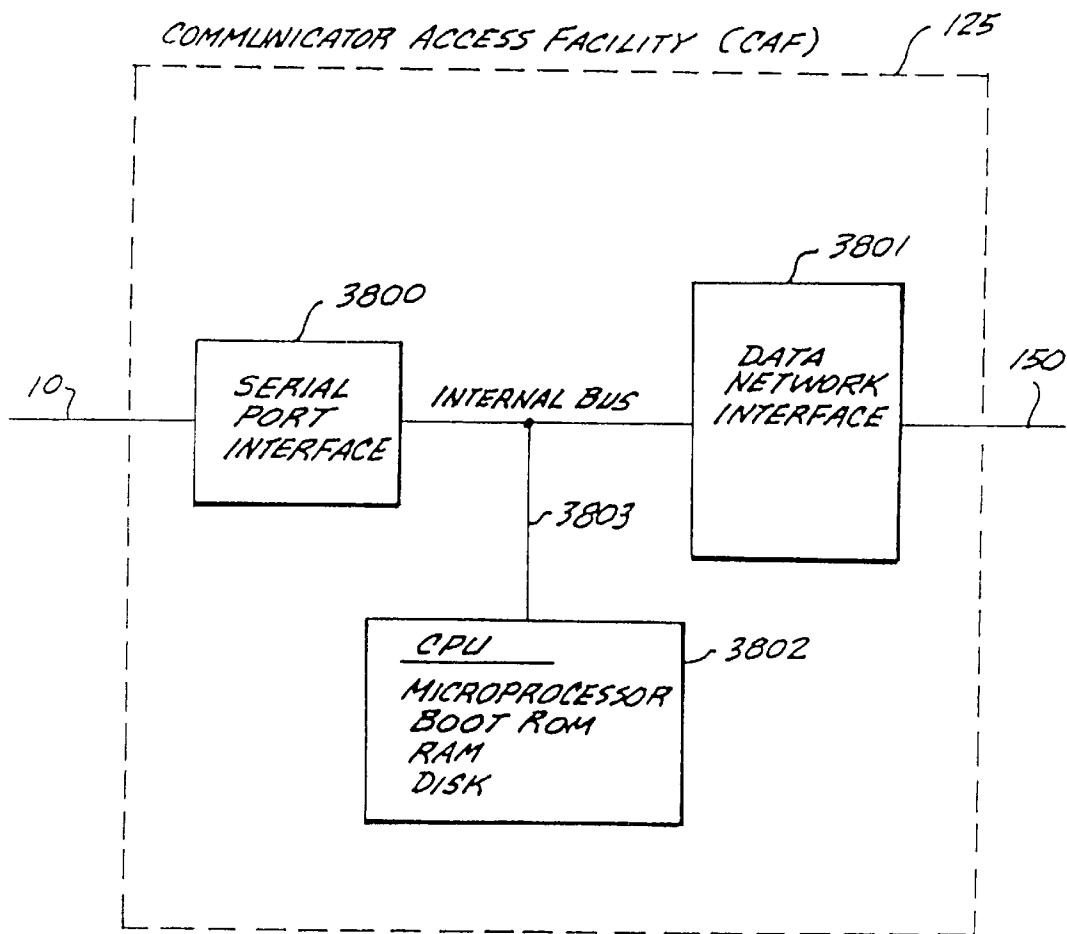 COMMUNICATOR ACCESS FACILITY (CAF)
125
3801
3800
DATA
NETWORK
INTERFACE
150
10
SERIAL
PORT
INTERFACE
INTERNAL BUS
3803
CPU
3802
MICROPROCESSOR
BOOT ROM
RAM
DISK